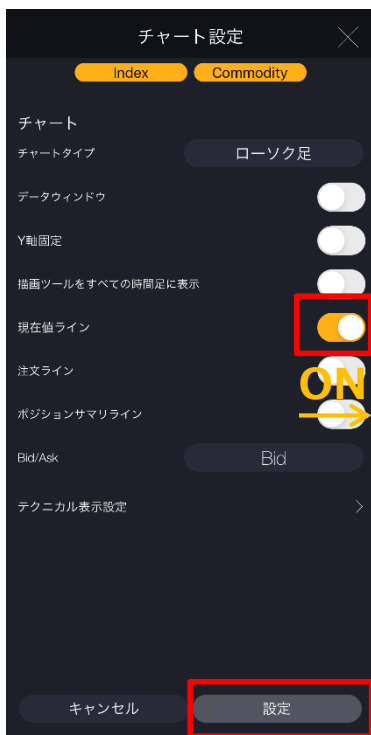 チャート設定
Index Commodity
チャート
チャートタイプ ローソク足
データウィンドウ
Y軸固定
描画ツールをすべての時間足に表示
現在値ライン
注文ライン
ON
ポジションサマリライン
Bid/Ask Bid
テクニカル表示設定
キャンセル 設定